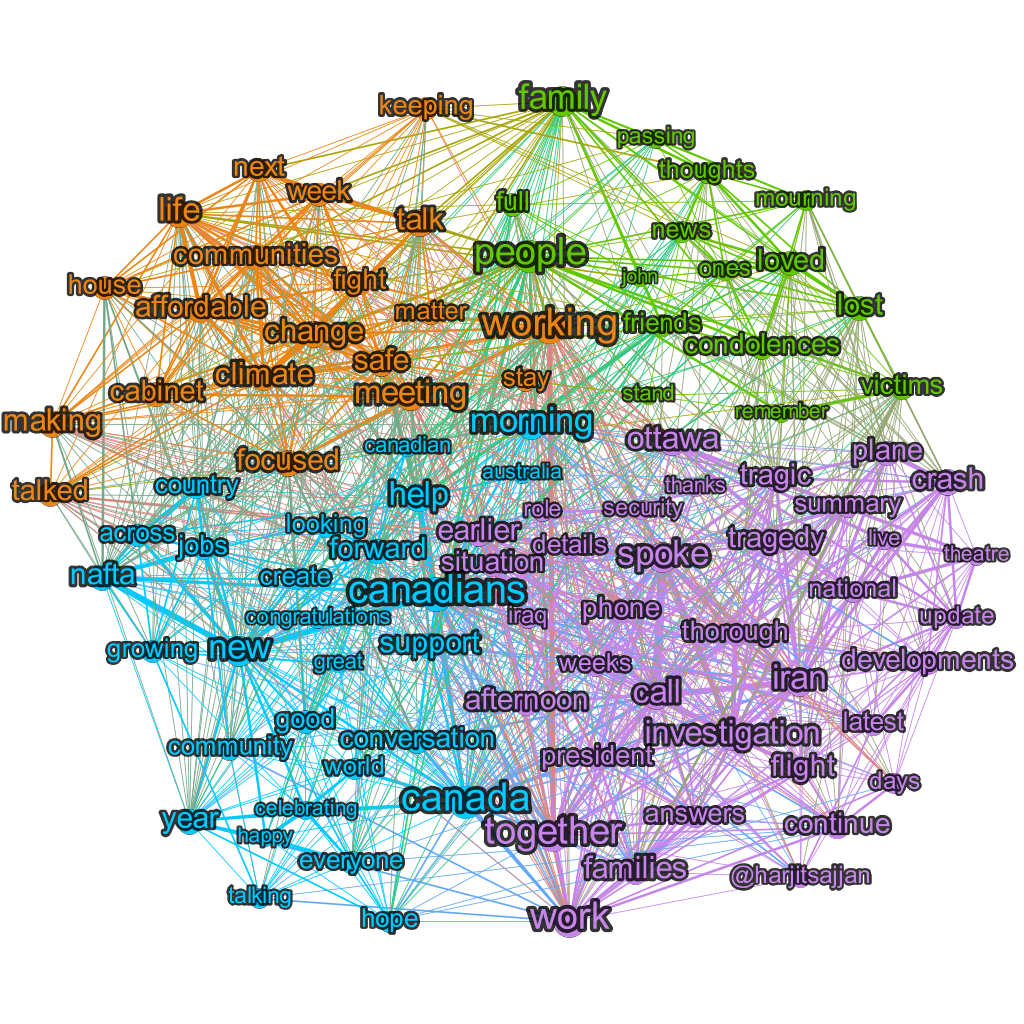 family
keeping
passing
next
thoughts
week
mourning
life
full
talk
news
people
communities
loved
ones
fight
john
house
affordable
lost
matter
working
friends
change
condolences
safe
climate
stay
cabinet
meeting
stand
victims
remember
making
morning
ottawa
canadian
plane
focused
australia
tragic
crash
talked
country
thanks
help
summary
role
security
looking
across
earlier
jobs
forward
details
tragedy
live
spoke
theatre
situation
nafta
create
canadians
national
phone
congratulations
iraq
update
thorough
new
support
growing
great
weeks
developments
iran
call
afternoon
good
latest
investigation
conversation
community
president
world
flight
days
canada
celebrating
answers
year
continue
together
happy
everyone
families
@harjitsajjan
talking
hope
work